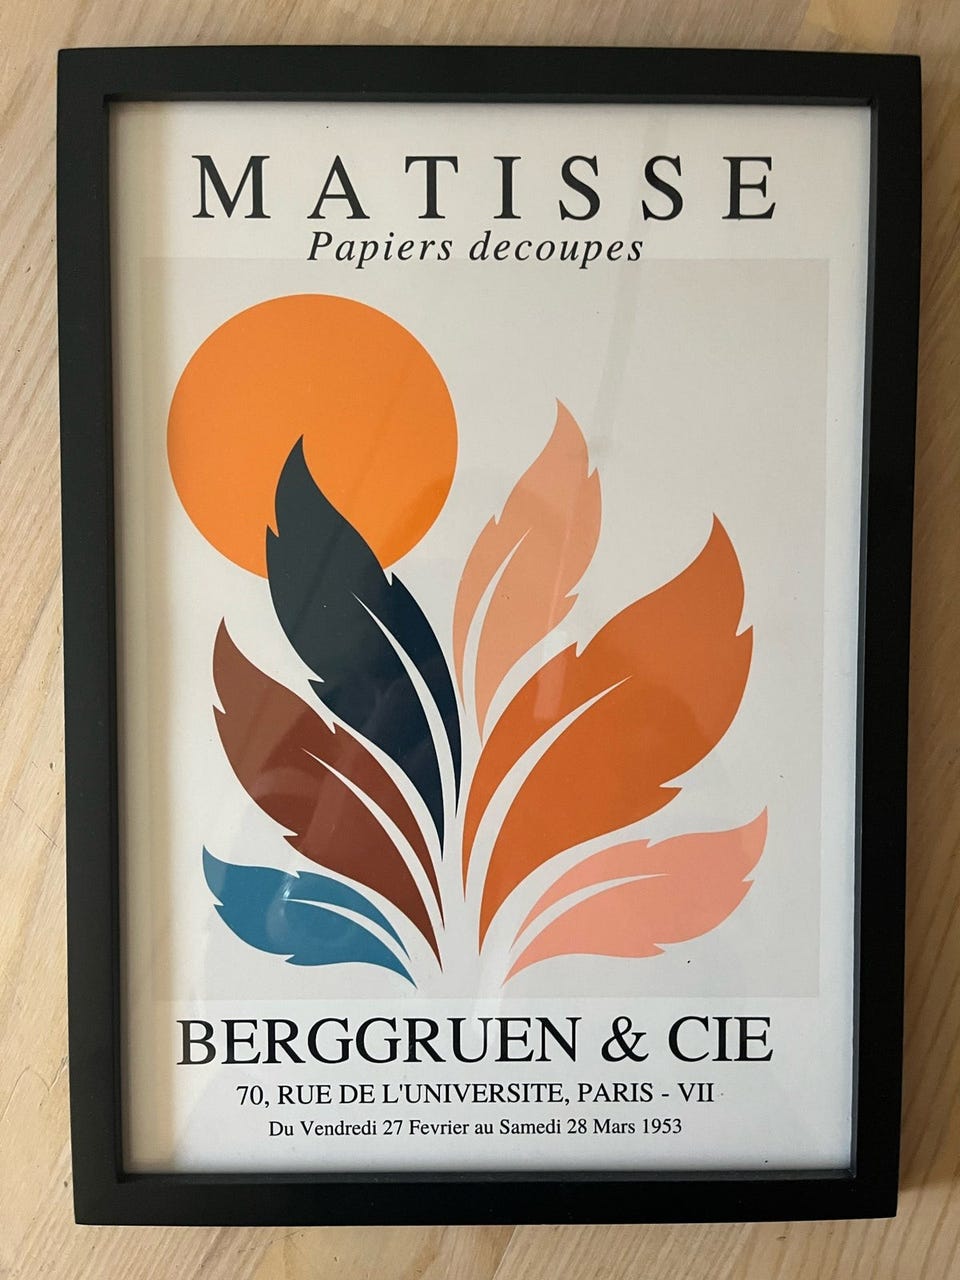 MATISSE
Papiers decoupes
BERGGRUEN & CIE
70, RUE DE L'UNIVERSITE, PARIS - VII
Du Vendredi 27 Fevrier au Samedi 28 Mars 1953